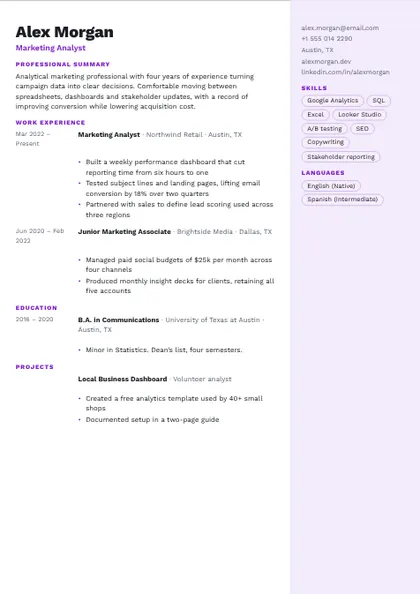 Alex Morgan
Marketing Analyst
PROFESSIONAL SUMMARY
Analytical marketing professional with four years of experience turning
campaign data into clear decisions. Comfortable moving between
spreadsheets, dashboards and stakeholder updates, with a record of
improving conversion while lowering acquisition cost.
WORK EXPERIENCE
Mar 2022 –
Present
Marketing Analyst · Northwind Retail · Austin, TX
• Built a weekly performance dashboard that cut
reporting time from six hours to one
• Tested subject lines and landing pages, lifting email
conversion by 18% over two quarters
• Partnered with sales to define lead scoring used across
three regions
Jun 2020 – Feb
2022
Junior Marketing Associate · Brightside Media · Dallas, TX
• Managed paid social budgets of $25k per month across
four channels
• Produced monthly insight decks for clients, retaining all
five accounts
EDUCATION
2016 – 2020
B.A. in Communications · University of Texas at Austin ·
Austin, TX
• Minor in Statistics. Dean's list, four semesters.
PROJECTS
Local Business Dashboard · Volunteer analyst
• Created a free analytics template used by 40+ small
shops
• Documented setup in a two-page guide
alex.morgan@email.com
+1 555 014 2290
Austin, TX
alexmorgan.dev
linkedin.com/in/alexmorgan
SKILLS
Google Analytics
SQL
Excel
Looker Studio
A/B testing
SEO
Copywriting
Stakeholder reporting
LANGUAGES
English (Native)
Spanish (Intermediate)